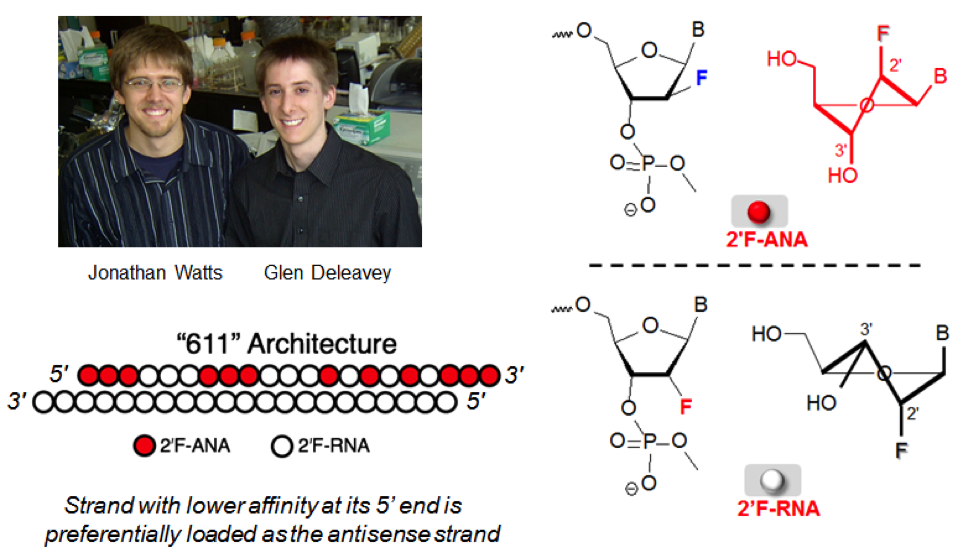 Jonathan Watts Glen Deleavey
“611” Architecture
5' 3'
3' 5'
2'F-ANA 2'F-RNA
Strand with lower affinity at its 5’ end is
preferentially loaded as the antisense strand
O B
O
F
O
O=P–O
⊖O
F
HO 2' B
O
3'
HO
2'F-ANA
O B
O
O F
O=P–O
⊖O
HO 3' B
O
HO 2'
F
2’F-RNA